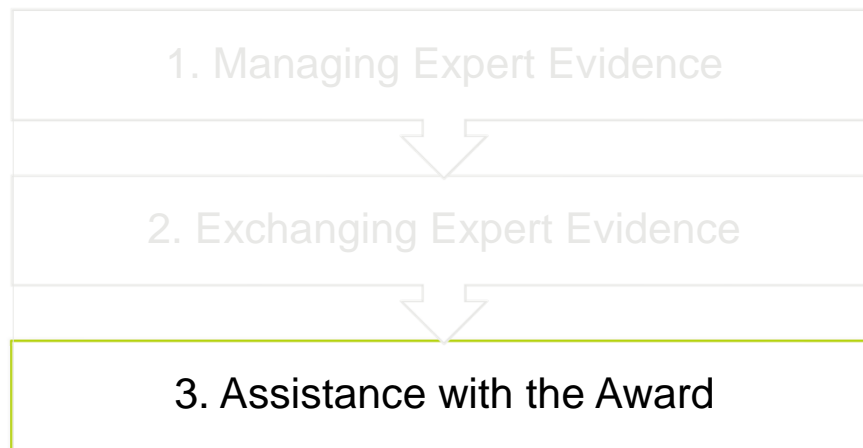 1. Managing Expert Evidence
2. Exchanging Expert Evidence
3. Assistance with the Award